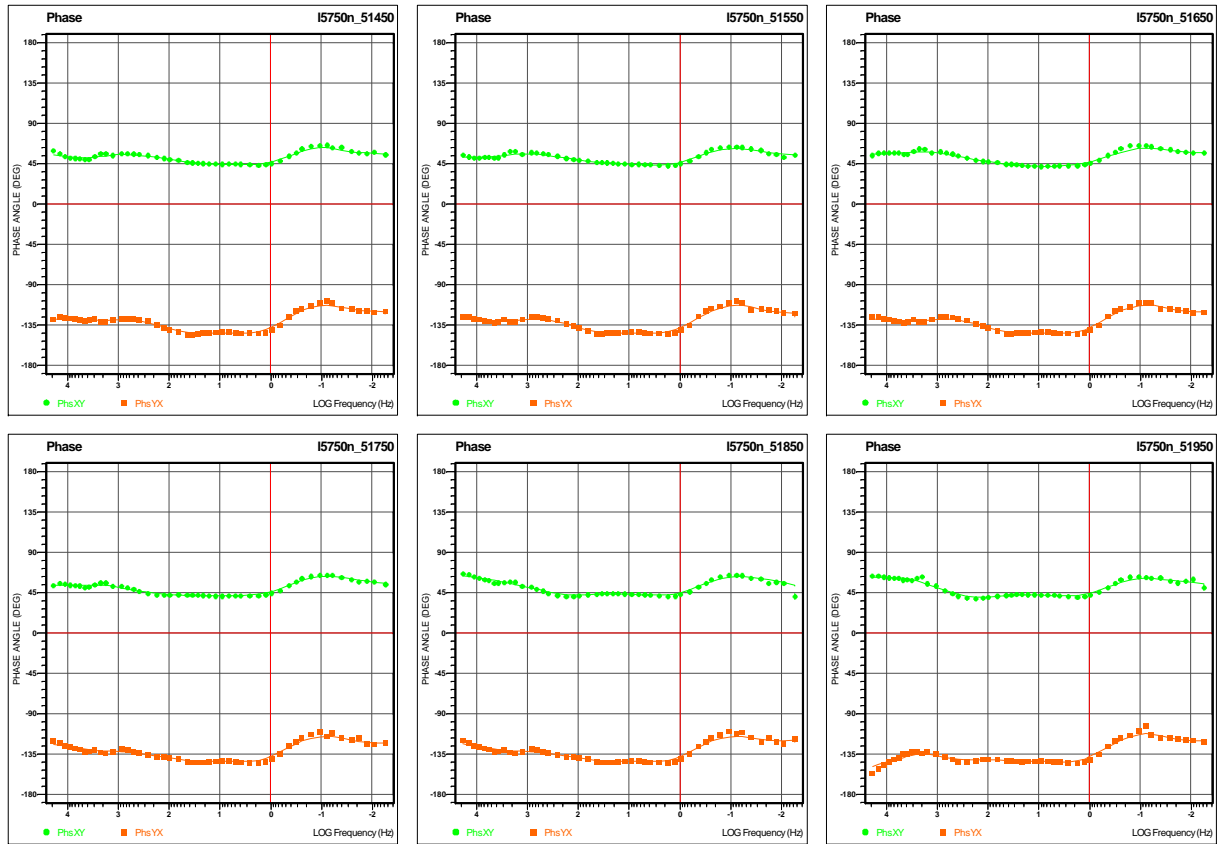 Phase l5750n_51450
180
135
90
45
0
-45
-90
-135
-180
PHASE ANGLE (DEG)
4 3 2 1 0 -1 -2
PhsXY PhsYX LOG Frequency (Hz)
Phase l5750n_51550
180
135
90
45
0
-45
-90
-135
-180
PHASE ANGLE (DEG)
4 3 2 1 0 -1 -2
PhsXY PhsYX LOG Frequency (Hz)
Phase l5750n_51650
180
135
90
45
0
-45
-90
-135
-180
PHASE ANGLE (DEG)
4 3 2 1 0 -1 -2
PhsXY PhsYX LOG Frequency (Hz)
Phase l5750n_51750
180
135
90
45
0
-45
-90
-135
-180
PHASE ANGLE (DEG)
4 3 2 1 0 -1 -2
PhsXY PhsYX LOG Frequency (Hz)
Phase l5750n_51850
180
135
90
45
0
-45
-90
-135
-180
PHASE ANGLE (DEG)
4 3 2 1 0 -1 -2
PhsXY PhsYX LOG Frequency (Hz)
Phase l5750n_51950
180
135
90
45
0
-45
-90
-135
-180
PHASE ANGLE (DEG)
4 3 2 1 0 -1 -2
PhsXY PhsYX LOG Frequency (Hz)